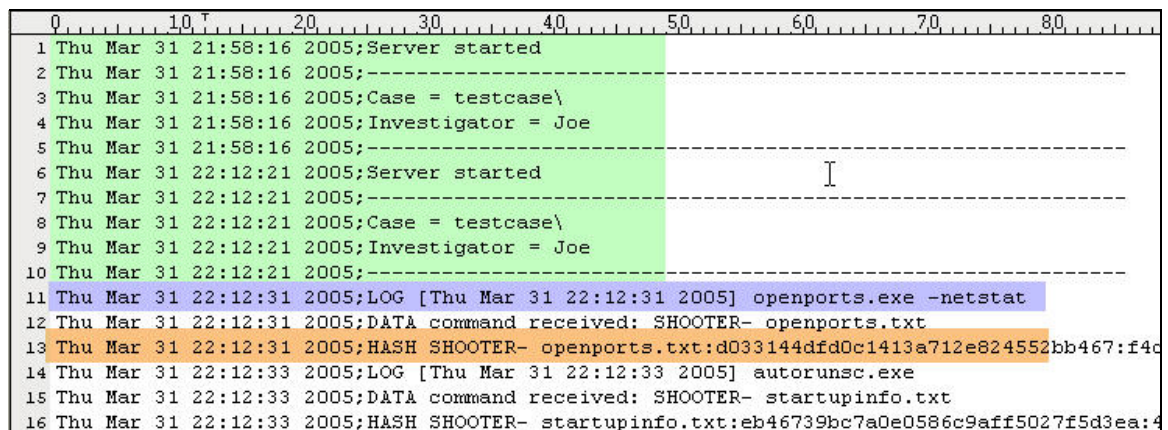 0 10 20 30 40 50 60 70 80
1 Thu Mar 31 21:58:16 2005;Server started
2 Thu Mar 31 21:58:16 2005;----------------------------------------------------------------
3 Thu Mar 31 21:58:16 2005;Case = testcase\
4 Thu Mar 31 21:58:16 2005;Investigator = Joe
5 Thu Mar 31 21:58:16 2005;----------------------------------------------------------------
6 Thu Mar 31 22:12:21 2005;Server started
7 Thu Mar 31 22:12:21 2005;----------------------------------------------------------------
8 Thu Mar 31 22:12:21 2005;Case = testcase\
9 Thu Mar 31 22:12:21 2005;Investigator = Joe
10 Thu Mar 31 22:12:21 2005;----------------------------------------------------------------
11 Thu Mar 31 22:12:31 2005;LOG [Thu Mar 31 22:12:31 2005] openports.exe -netstat
12 Thu Mar 31 22:12:31 2005;DATA command received: SHOOTER- openports.txt
13 Thu Mar 31 22:12:31 2005;HASH SHOOTER- openports.txt:d033144dfd0c1413a712e824552bb467:f4c
14 Thu Mar 31 22:12:33 2005;LOG [Thu Mar 31 22:12:33 2005] autorunsc.exe
15 Thu Mar 31 22:12:33 2005;DATA command received: SHOOTER- startupinfo.txt
16 Thu Mar 31 22:12:33 2005;HASH SHOOTER- startupinfo.txt:eb46739bc7a0e0586c9aff5027f5d3ea:4